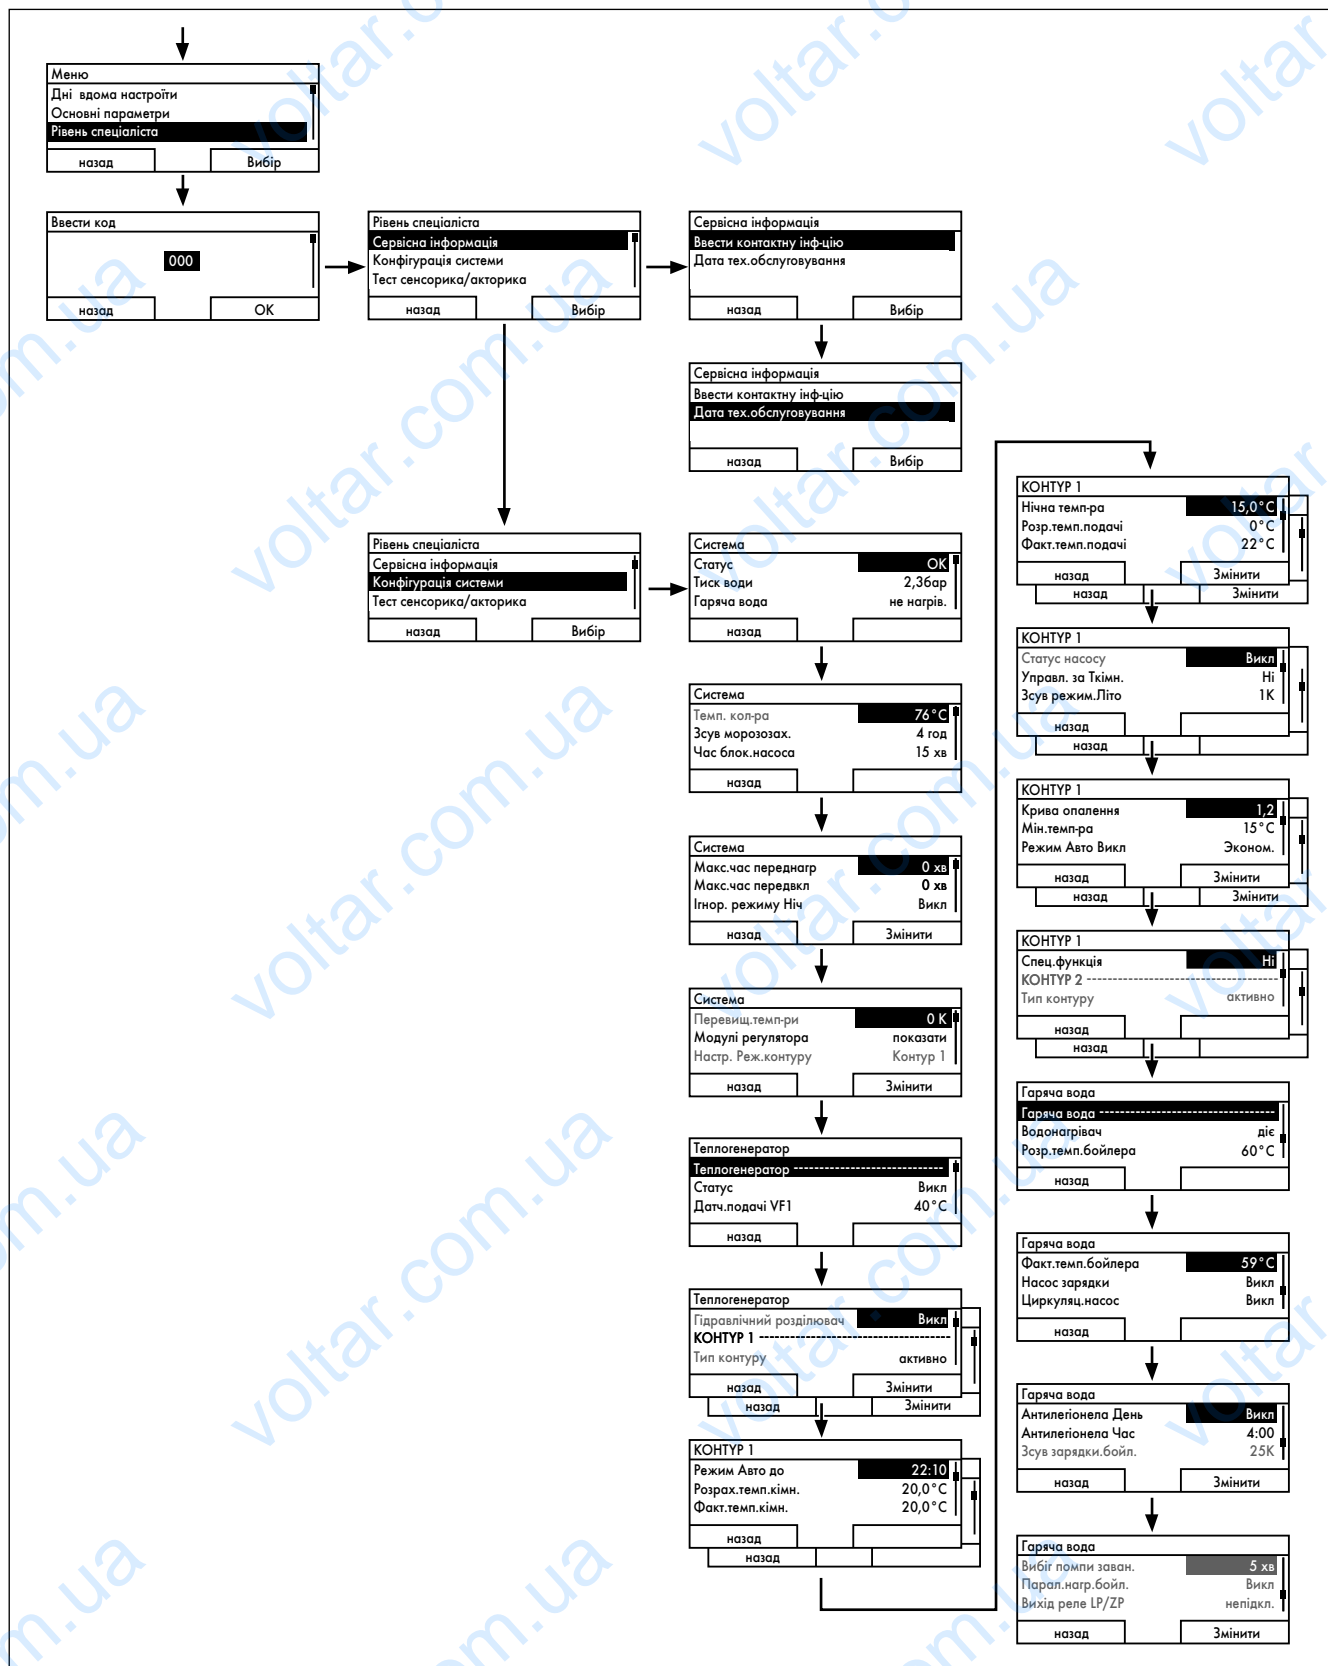 Меню
Дні вдома настроїти
Основні параметри
Рівень спеціаліста
назад Вибір
Ввести код
000
назад OK
Рівень спеціаліста
Сервісна інформація
Конфігурація системи
Тест сенсорика/акторика
назад Вибір
Сервісна інформація
Ввести контактну інф-цію
Дата тех.обслуговування
назад Вибір
Сервісна інформація
Ввести контактну інф-цію
Дата тех.обслуговування
назад Вибір
Рівень спеціаліста
Сервісна інформація
Конфігурація системи
Тест сенсорика/акторика
назад Вибір
Система
Статус OK
Тиск води 2,3бар
Гаряча вода не нагрів.
назад
Система
Темп. кол-ра 76°C
Зсув морозозах. 4 год
Час блок.насоса 15 хв
назад
Система
Макс.час переднагр 0 хв
Макс.час передвкл 0 хв
Ігнор. режиму Ніч Викл
назад Змінити
Система
Перевищ.темп-ри 0 K
Модулі регулятора показати
Настр. Реж.контуру Контур 1
назад Змінити
Теплогенератор
Теплогенератор ------------------------------
Статус Викл
Датч.подачі VF1 40°C
назад
Теплогенератор
Гідравлічний розділювач Викл
КОНТУР 1 --------------------------------------
Тип контуру активно
назад Змінити
назад Змінити
КОНТУР 1
Режим Авто до 22:10
Розрах.темп.кімн. 20,0°C
Факт.темп.кімн. 20,0°C
назад
назад
КОНТУР 1
Нічна темп-ра 15,0°C
Розр.темп.подачі 0°C
Факт.темп.подачі 22°C
назад Змінити
назад Змінити
КОНТУР 1
Статус насосу Викл
Управл. за Ткімн. Ні
Зсув режим.Літо 1K
назад
назад
КОНТУР 1
Крива опалення 1,2
Мін.темп-ра 15°C
Режим Авто Викл Эконом.
назад Змінити
назад Змінити
КОНТУР 1
Спец.функція Ні
КОНТУР 2 --------------------------------------
Тип контуру активно
назад
назад
Гаряча вода
Гаряча вода -----------------------------------
Водонагрівач діє
Розр.темп.бойлера 60°C
назад
Гаряча вода
Факт.темп.бойлера 59°C
Насос зарядки Викл
Циркуляц.насос Викл
назад
Гаряча вода
Антилегіонела День Викл
Антилегіонела Час 4:00
Зсув зарядки.бойл. 25K
назад Змінити
Гаряча вода
Вибіг помпи заван. 5 хв
Парал.нагр.бойл. Викл
Вихід реле LP/ZP непідкл.
назад Змінити
voltar.com.ua